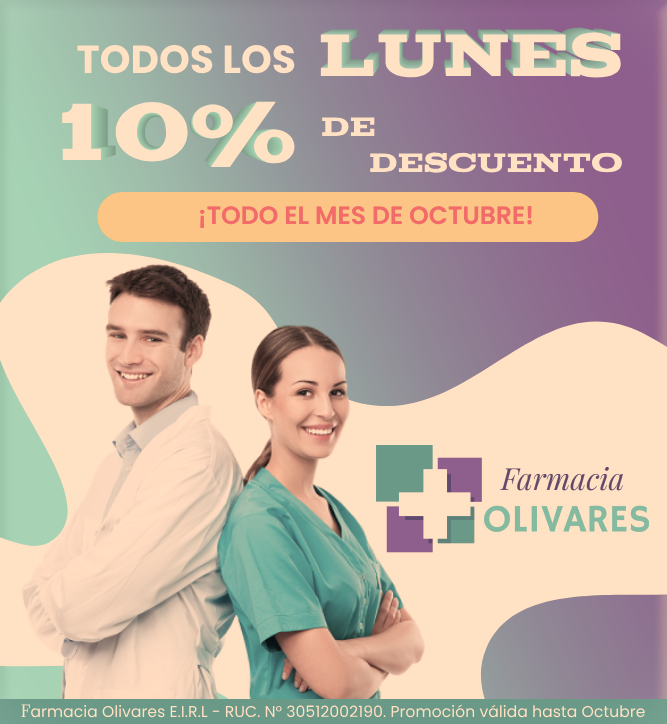 TODOS LOS LUNES
10% DE
DESCUENTO
¡TODO EL MES DE OCTUBRE!
Farmacia
OLIVARES
Farmacia Olivares E.I.R.L - RUC. Nº 30512002190. Promoción válida hasta Octubre